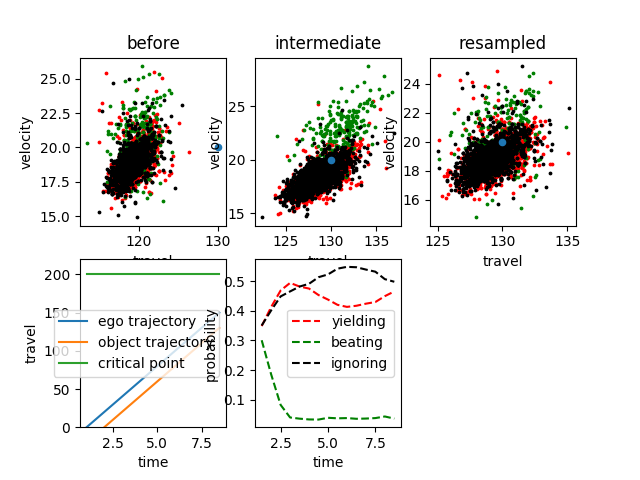 before
intermediate
resampled
velocity
25.0
22.5
20.0
17.5
15.0
120
130
travel
velocity
25
20
15
125
130
135
travel
velocity
24
22
20
18
16
125
130
135
travel
travel
200
150
100
50
0
ego trajectory
object trajectory
critical point
2.5
5.0
7.5
time
probability
0.5
0.4
0.3
0.2
0.1
yielding
beating
ignoring
2.5
5.0
7.5
time